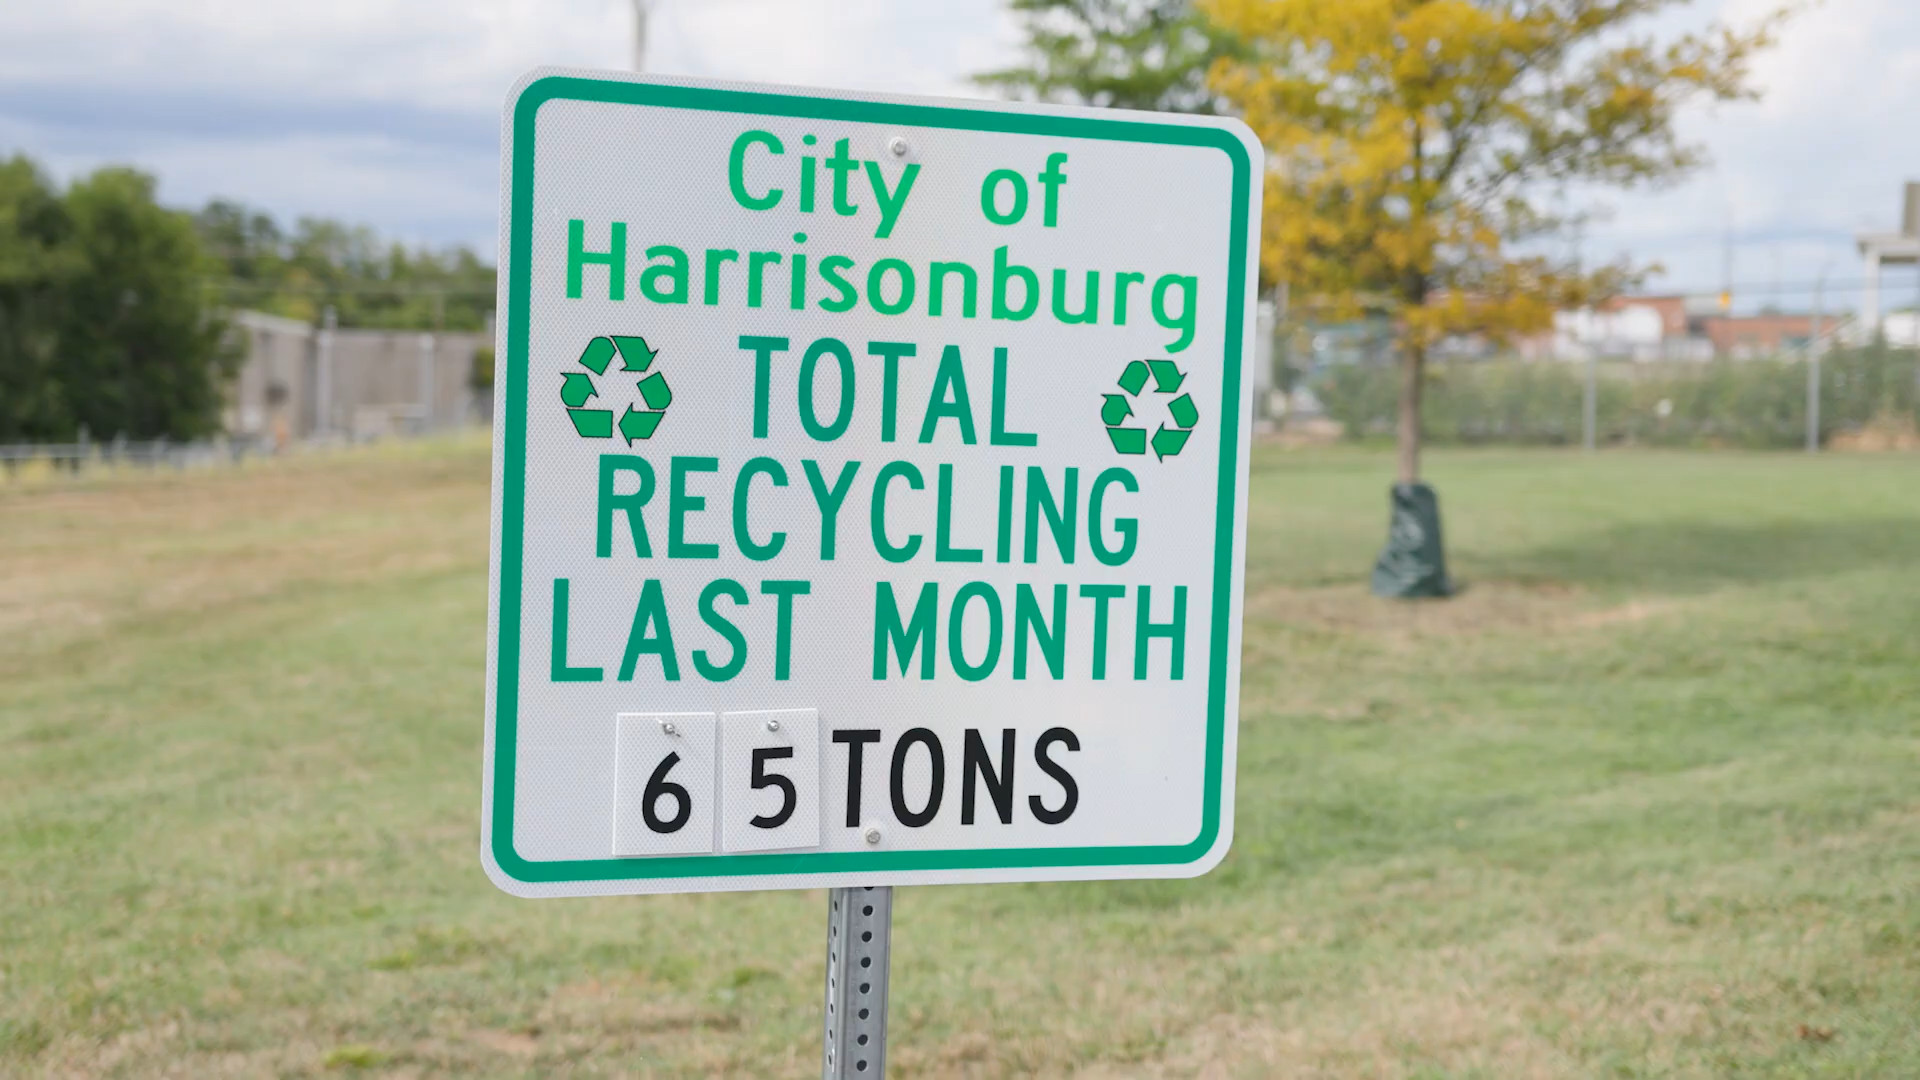 City of
Harrisonburg
TOTAL
RECYCLING
LAST MONTH
65 TONS